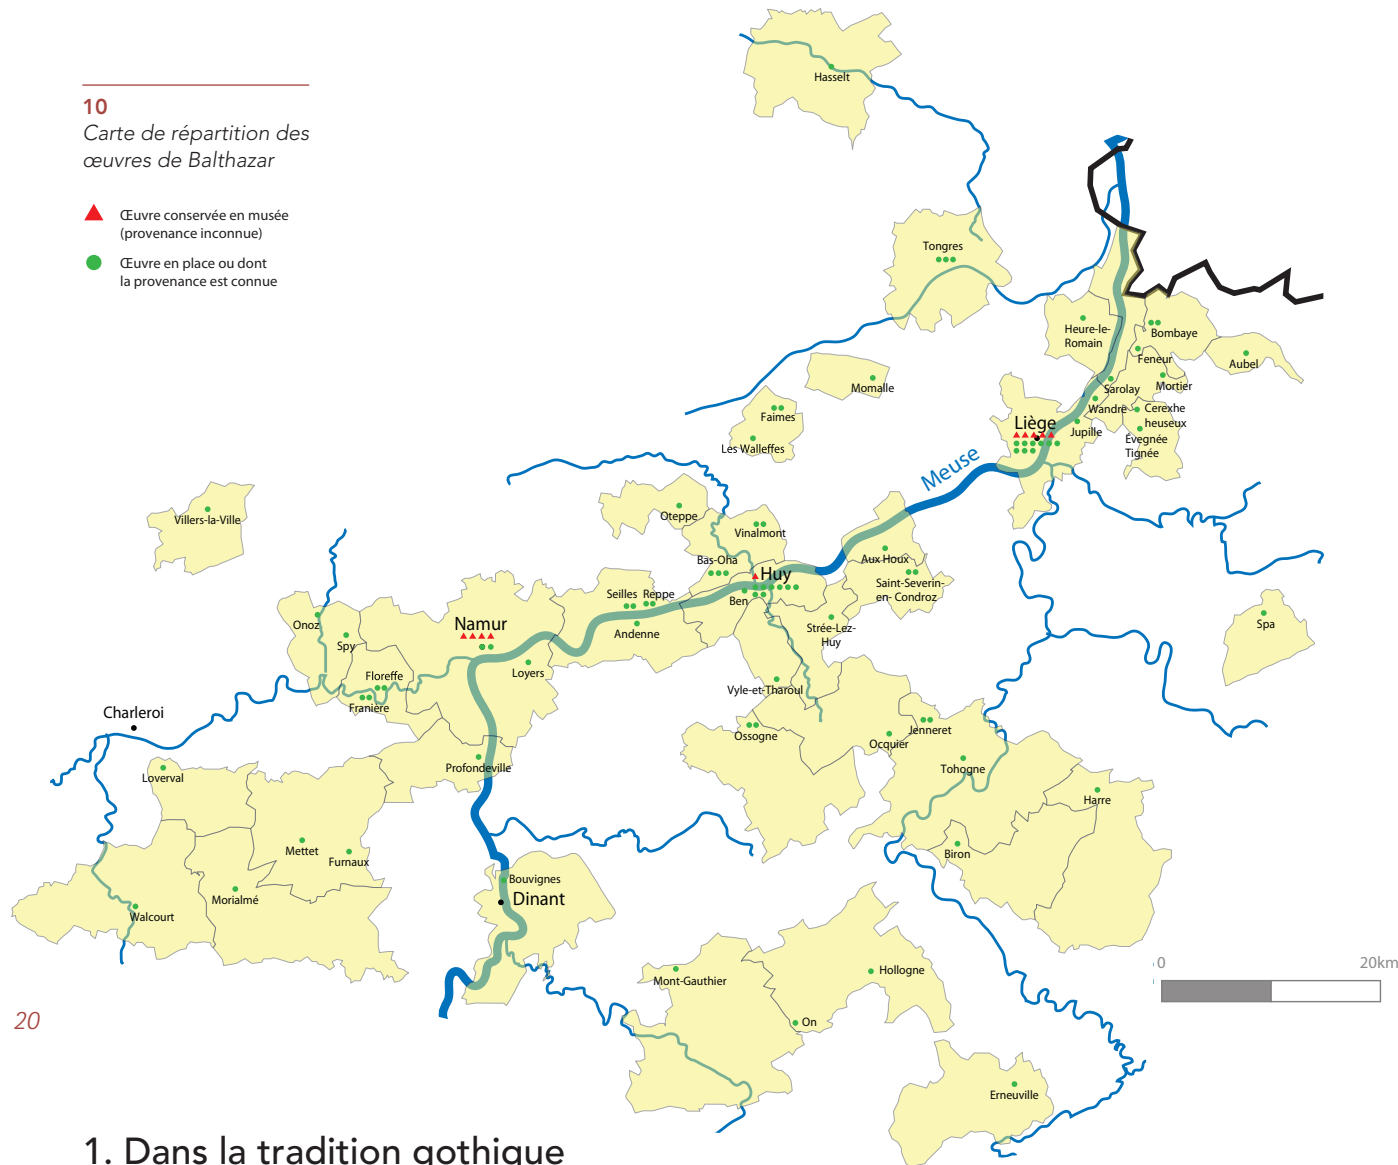 10
Carte de répartition des
œuvres de Balthazar
Œuvre conservée en musée
(provenance inconnue)
Œuvre en place ou dont
la provenance est connue
Hasselt
Tongres
Heure-le-
Romain
Bombaye
Feneur
Aubel
Momalle
Sarolay
Mortier
Faimes
Wandre
Cerexhe
heuseux
Liège
Jupille
Les Walleffes
Évegnée
Tignée
Meuse
Villers-la-Ville
Oteppe
Vinalmont
Aux Houx
Bas-Oha
Huy
Saint-Severin-
en- Condroz
Seilles
Reppe
Ben
Onoz
Namur
Andenne
Strée-Lez-
Huy
Spa
Spy
Floreffe
Loyers
Vyle-et-Tharoul
Franière
Charleroi
Ossogne
Jenneret
Ocquier
Loverval
Profondeville
Tohogne
Harre
Mettet
Furnaux
Biron
Bouvignes
Morialmé
Dinant
Walcourt
0
20km
Mont-Gauthier
Hollogne
On
20
Erneuville
1. Dans la tradition gothique